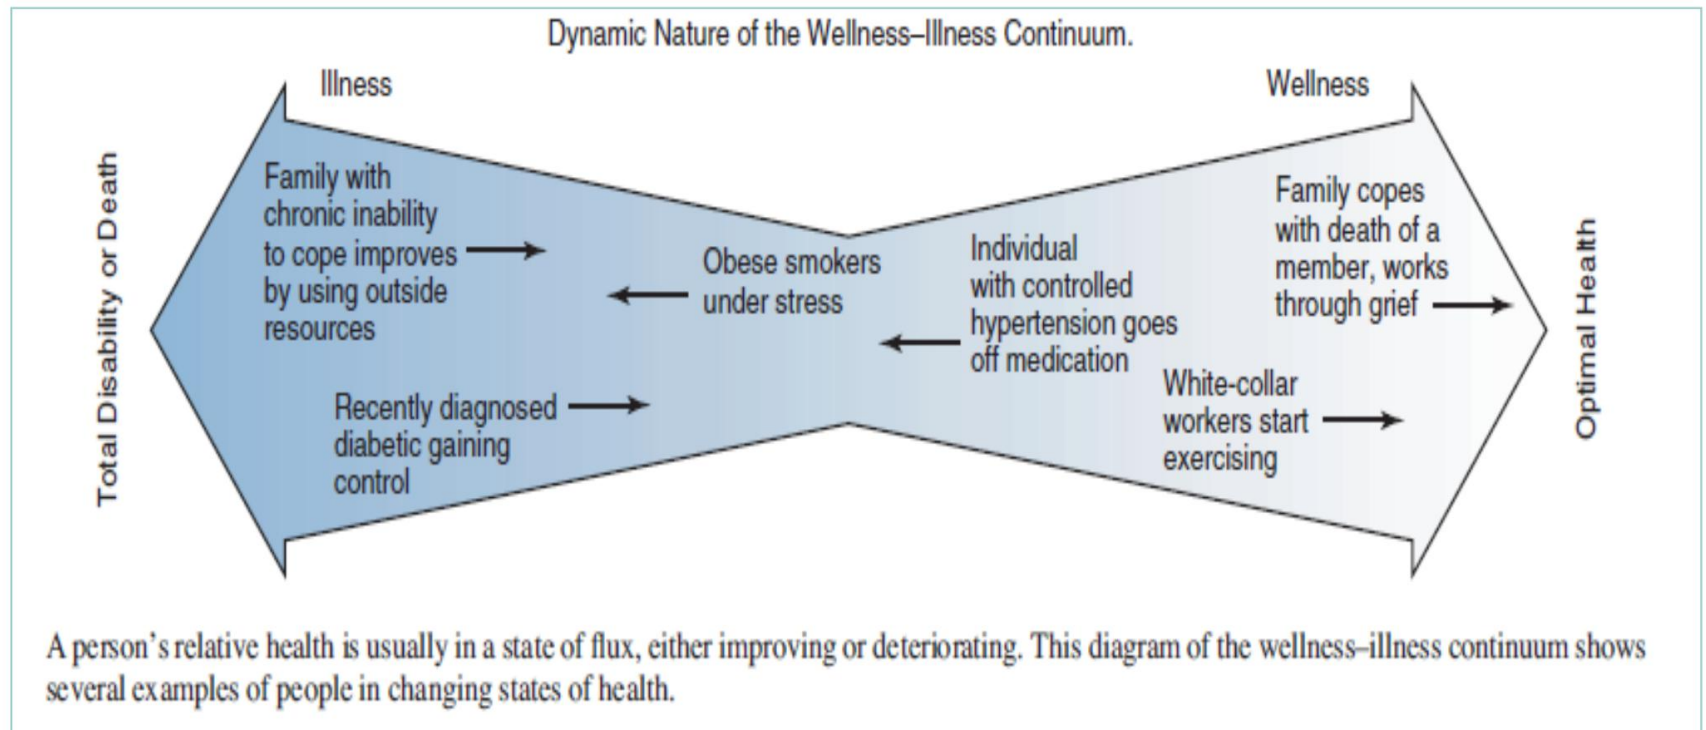 Dynamic Nature of the Wellness–Illness Continuum.
Illness
Wellness
Total Disability or Death
Family with
chronic inability
to cope improves
by using outside
resources
Recently diagnosed
diabetic gaining
control
Obese smokers
under stress
Individual
with controlled
hypertension goes
off medication
Family copes
with death of a
member, works
through grief
White-collar
workers start
exercising
Optimal Health
A person's relative health is usually in a state of flux, either improving or deteriorating. This diagram of the wellness–illness continuum shows
several examples of people in changing states of health.